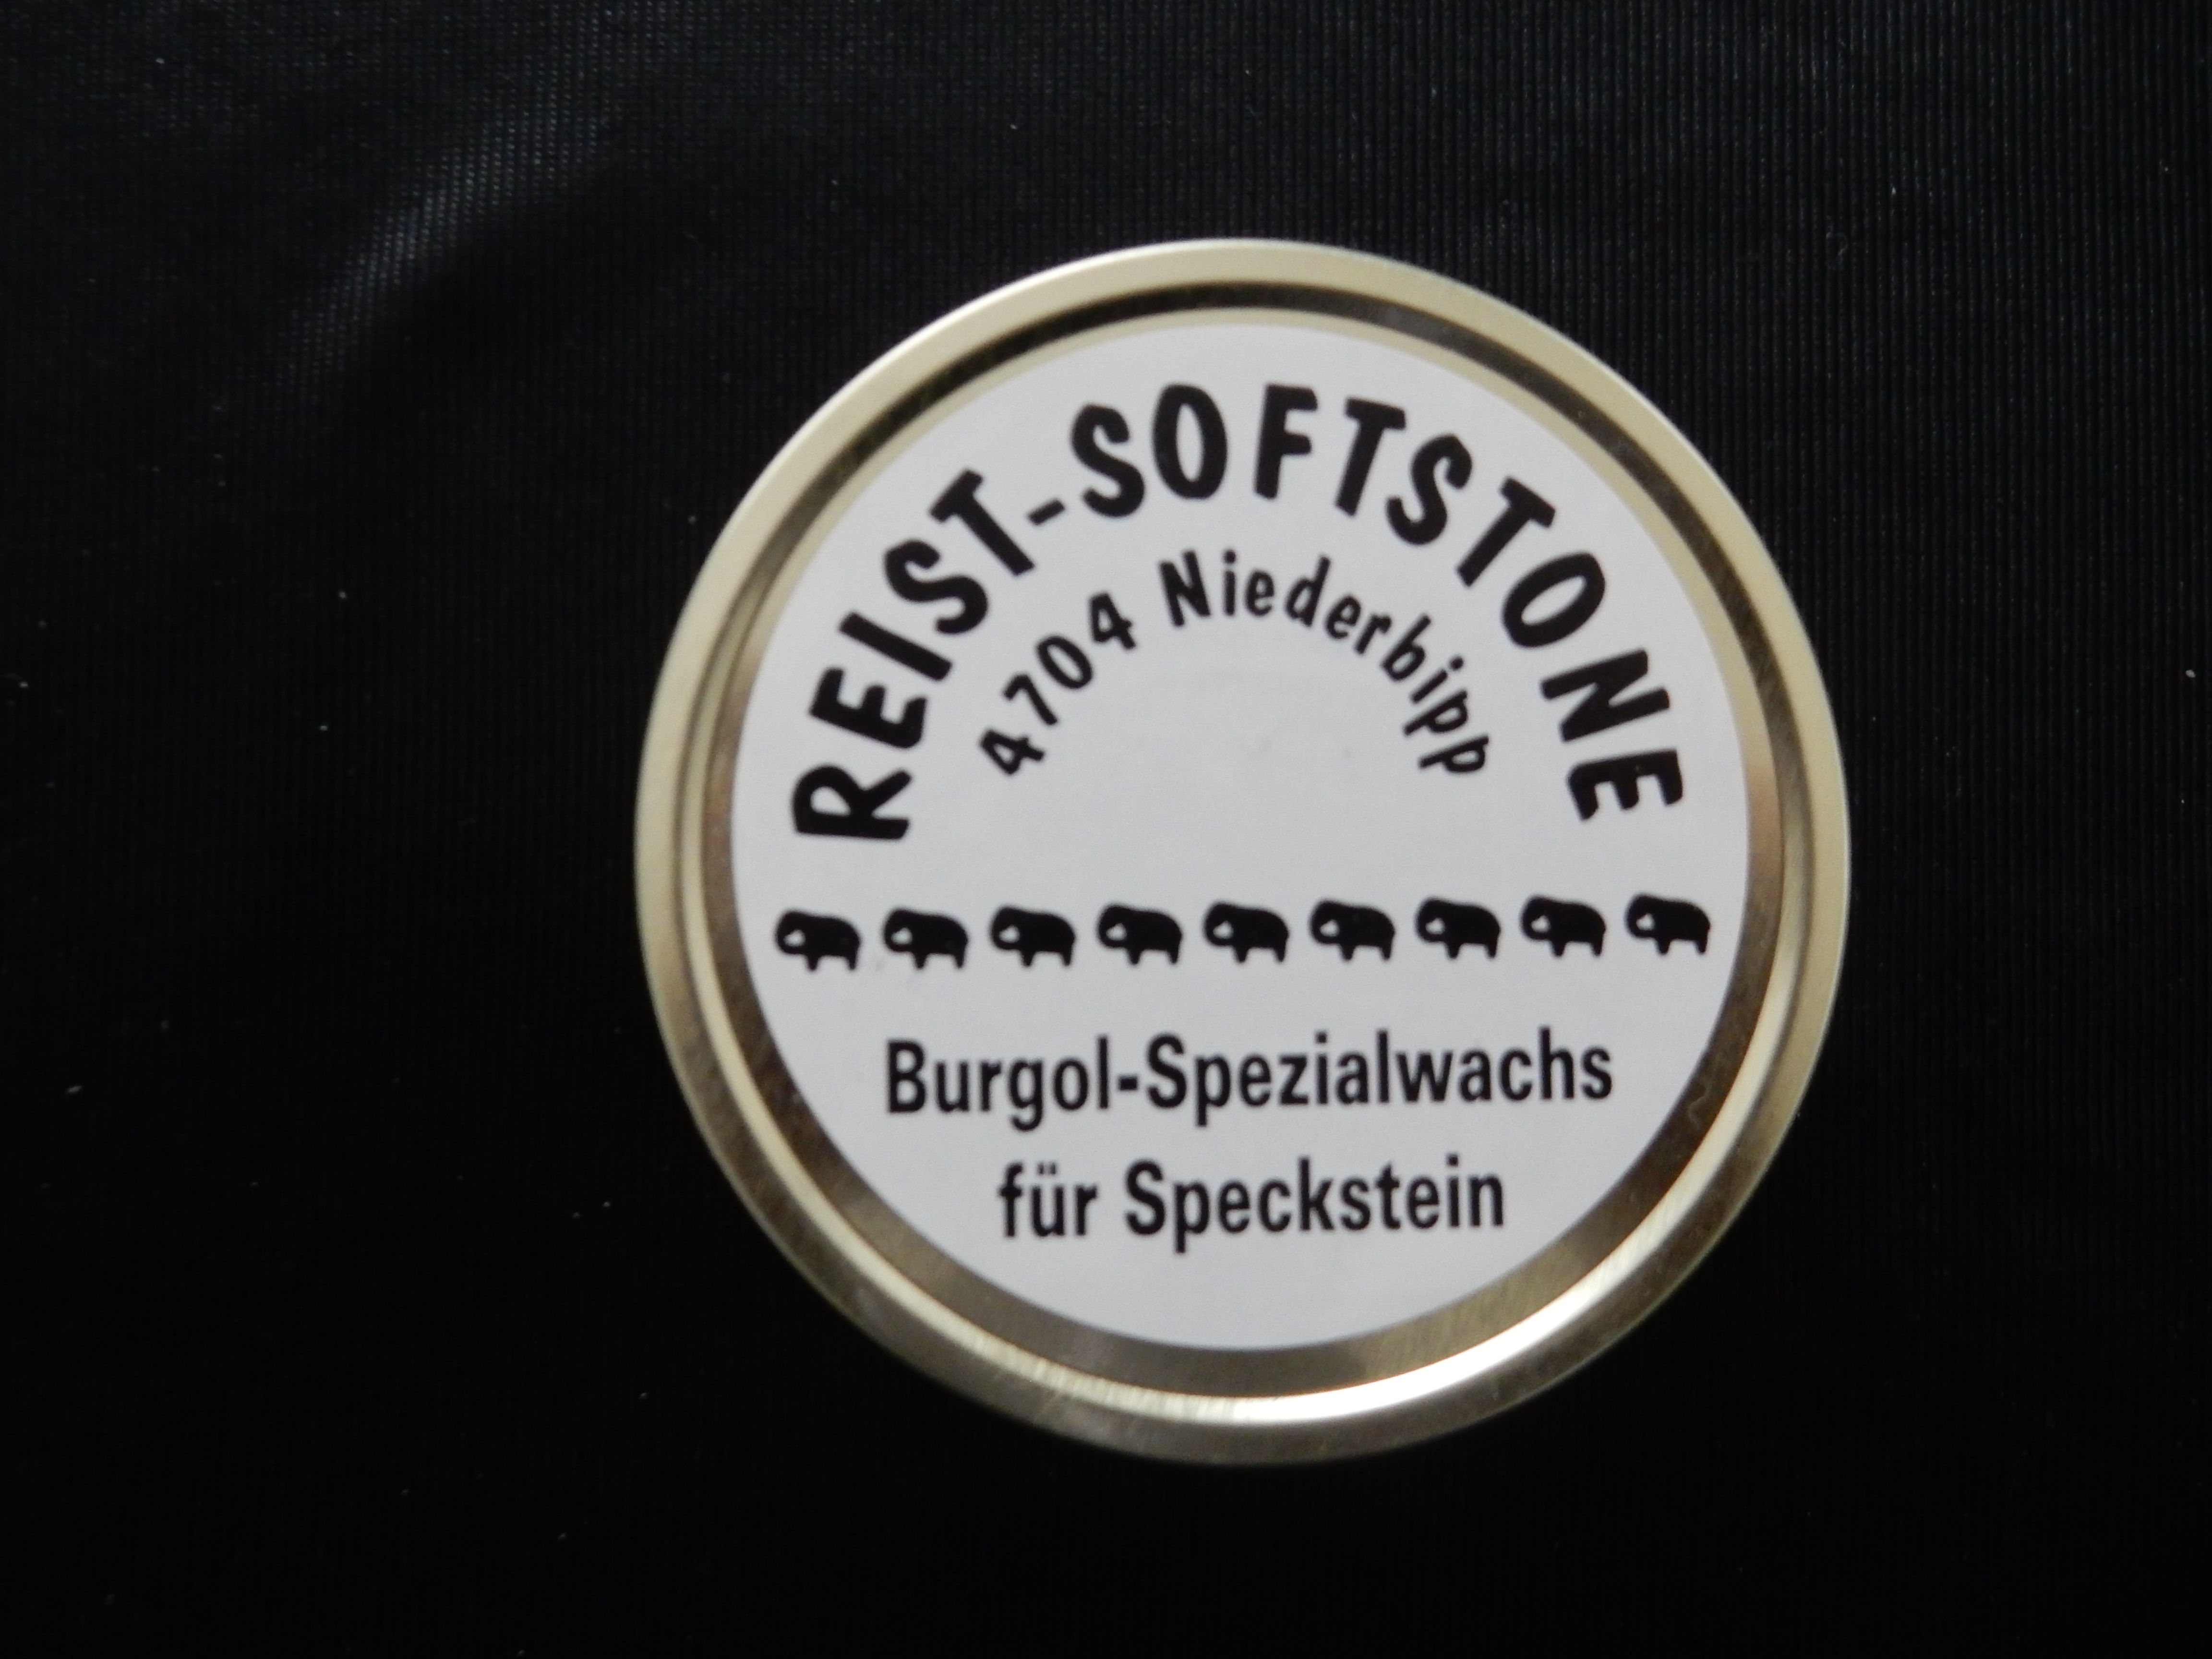 REIST-SOFTSTONE
4704 Niederbipp
Burgol-Spezialwachs
für Speckstein